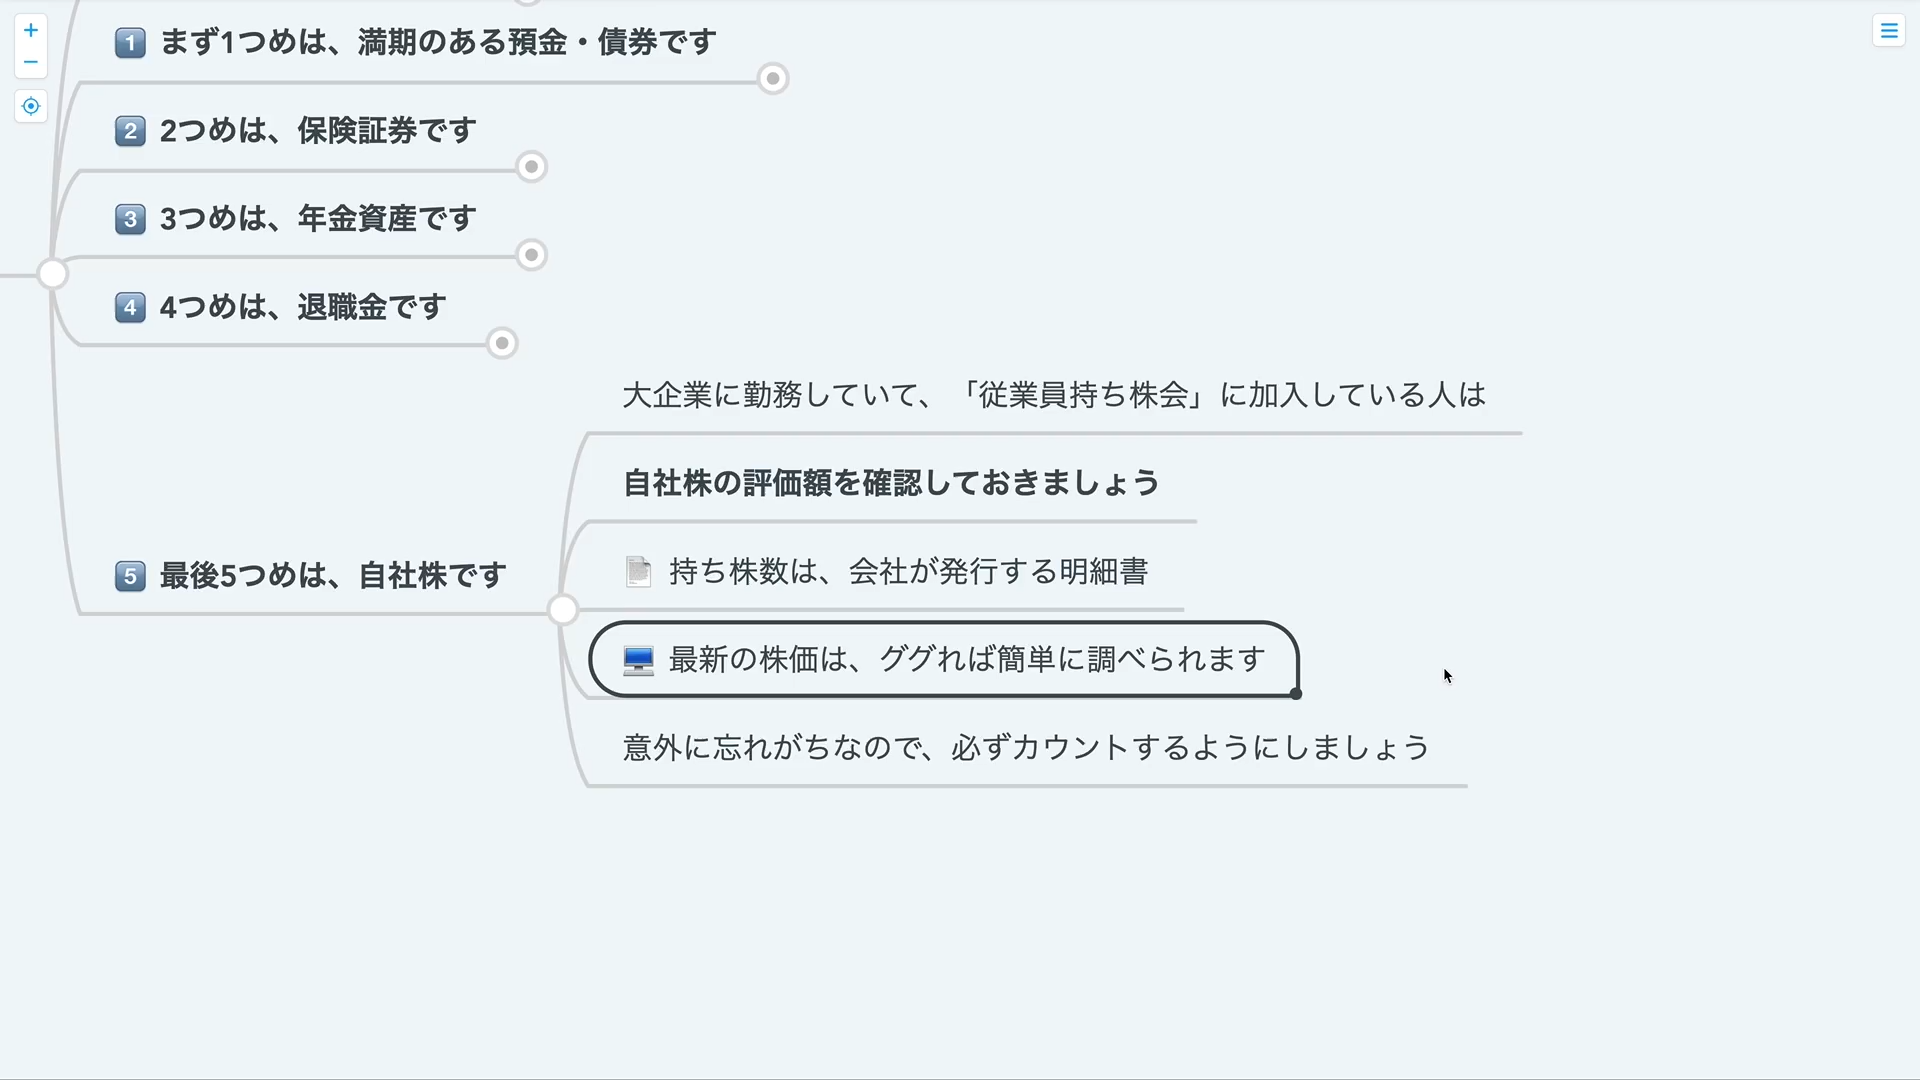 1 まず1つめは、満期のある預金・債券です
2 2つめは、保険証券です
3 3つめは、年金資産です
4 4つめは、退職金です
5 最後5つめは、自社株です
大企業に勤務していて、「従業員持ち株会」に加入している人は
自社株の評価額を確認しておきましょう
持ち株数は、会社が発行する明細書
最新の株価は、ググれば簡単に調べられます
意外に忘れがちなので、必ずカウントするようにしましょう